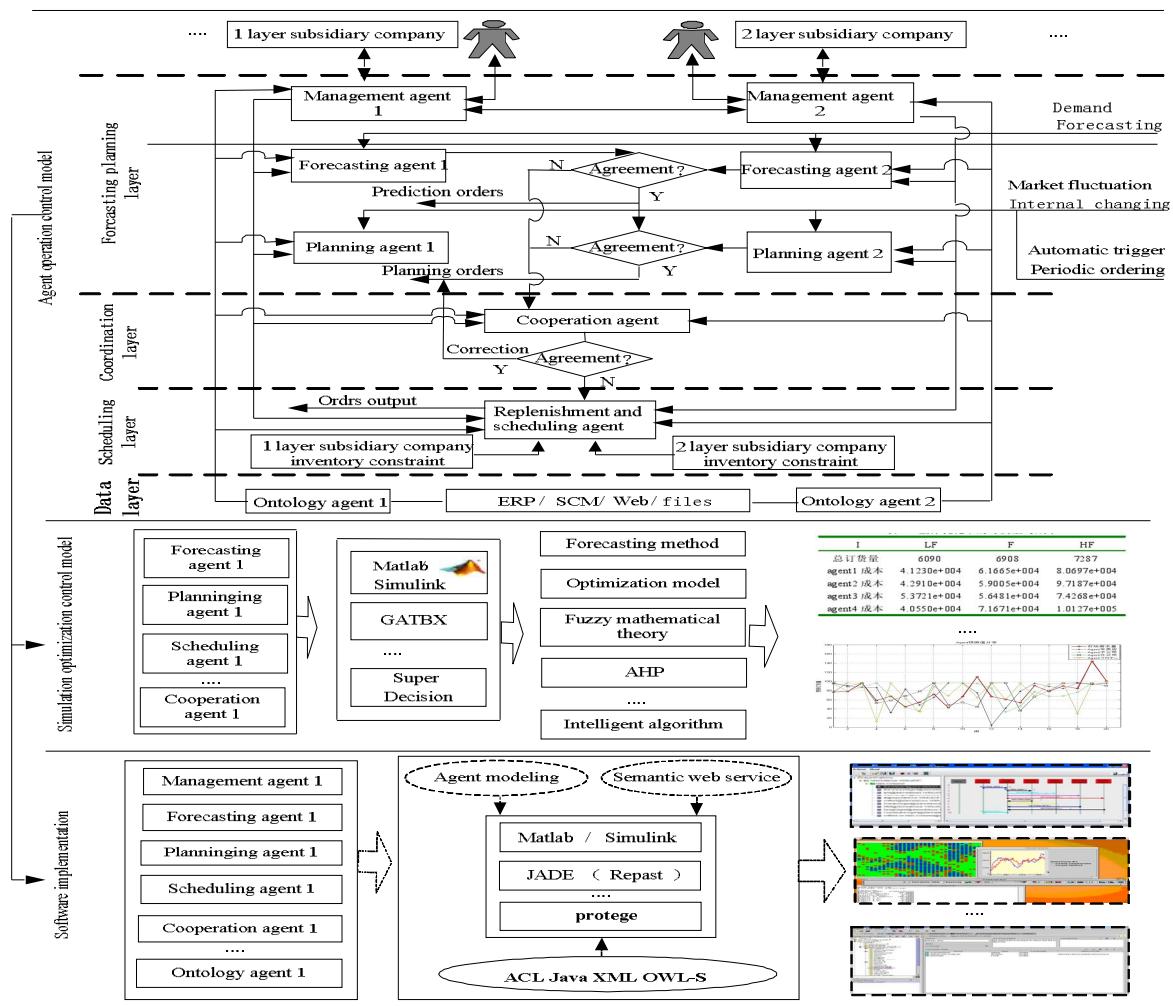 ....
1 layer subsidiary company
2 layer subsidiary company
....
Management agent
1
Management agent
2
Demand
Forecasting
Forecasting agent 1
Agreement?
Forecasting agent 2
N
Y
Prediction orders
Market fluctuation
Internal changing
Planning agent 1
Agreement?
Planning agent 2
N
Y
Planning orders
Automatic trigger
Periodic ordering
Forcasting planning
layer
Agent operation control model
Cooperation agent
Correction
Y
Agreement?
N
Coordination
layer
Ordrs output
Replenishment and
scheduling agent
Scheduling
layer
1 layer subsidiary company
inventory constraint
2 layer subsidiary company
inventory constraint
Data
layer
Ontology agent 1
ERP/ SCM/ Web/ files
Ontology agent 2
Simulation optimization control model
Forecasting
agent 1
Planninging
agent 1
Scheduling
agent 1
....
Cooperation
agent 1
Matlab
Simulink
GATBX
....
Super
Decision
Forecasting method
Optimization model
Fuzzy mathematical
theory
AHP
....
Intelligent algorithm
I LF F HF
总订货量 6090 6908 7287
agent1 成本 4.1230e+004 6.1665e+004 8.0697e+004
agent2 成本 4.2910e+004 5.9005e+004 9.7187e+004
agent3 成本 5.3721e+004 5.6481e+004 7.4268e+004
agent4 成本 4.0550e+004 7.1671e+004 1.0127e+005
....
Software implementation
Management agent 1
Forecasting agent 1
Planninging agent 1
Scheduling agent 1
Cooperation agent 1
....
Ontology agent 1
Agent modeling
Semantic web service
Matlab / Simulink
JADE ( Repast )
....
protege
ACL Java XML OWL-S
....